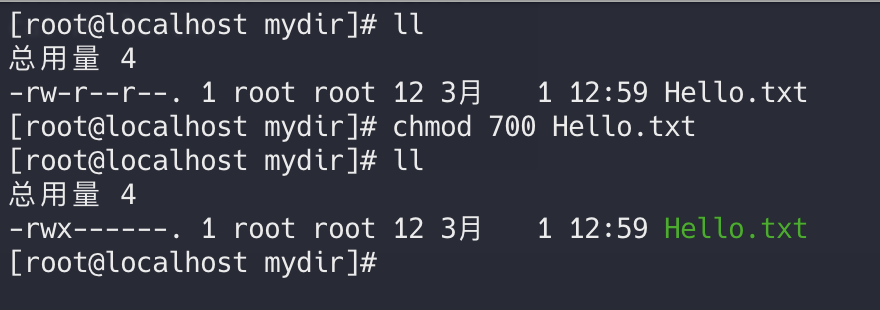 [root@localhost mydir]# ll
总用量 4
-rw-r--r--. 1 root root 12 3月   1 12:59 Hello.txt
[root@localhost mydir]# chmod 700 Hello.txt
[root@localhost mydir]# ll
总用量 4
-rwx------. 1 root root 12 3月   1 12:59 Hello.txt
[root@localhost mydir]#